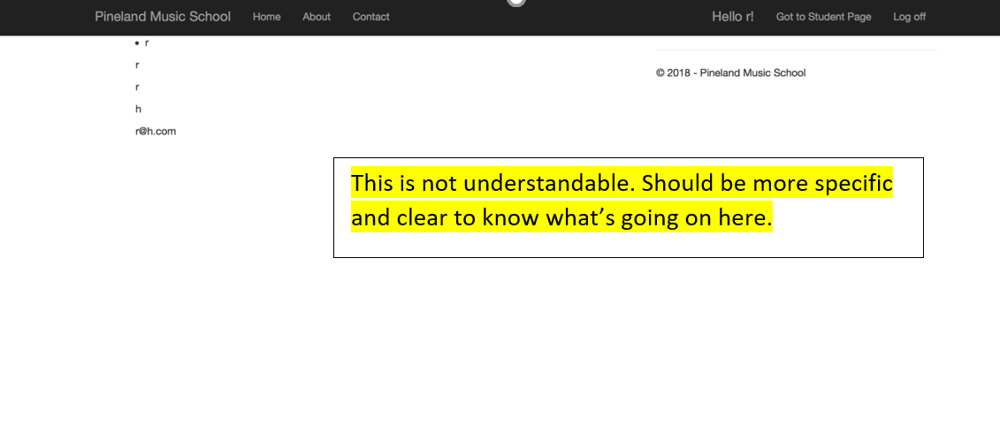 Pineland Music School Home About Contact Hello r! Got to Student Page Log off
• r
r
r
h
r@h.com
© 2018 - Pineland Music School
This is not understandable. Should be more specific
and clear to know what’s going on here.